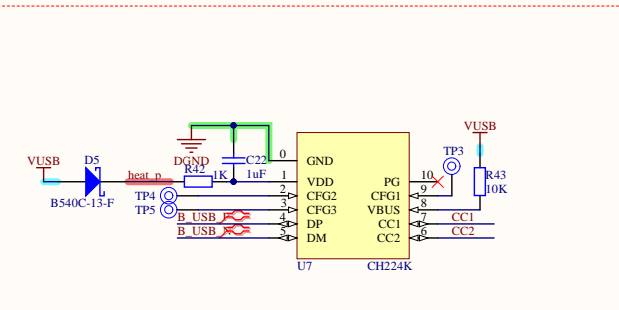 VUSB
TP3
D5
C22
DGND
0
GND
VUSB
heat_p
R42
1K
1uF
1
VDD
PG
10
R43
TP4
2
CFG2
CFG1
9
10K
B540C-13-F
TP5
3
CFG3
VBUS
8
4
DP
CC1
7
CC1
5
DM
CC2
6
CC2
U7
CH224K